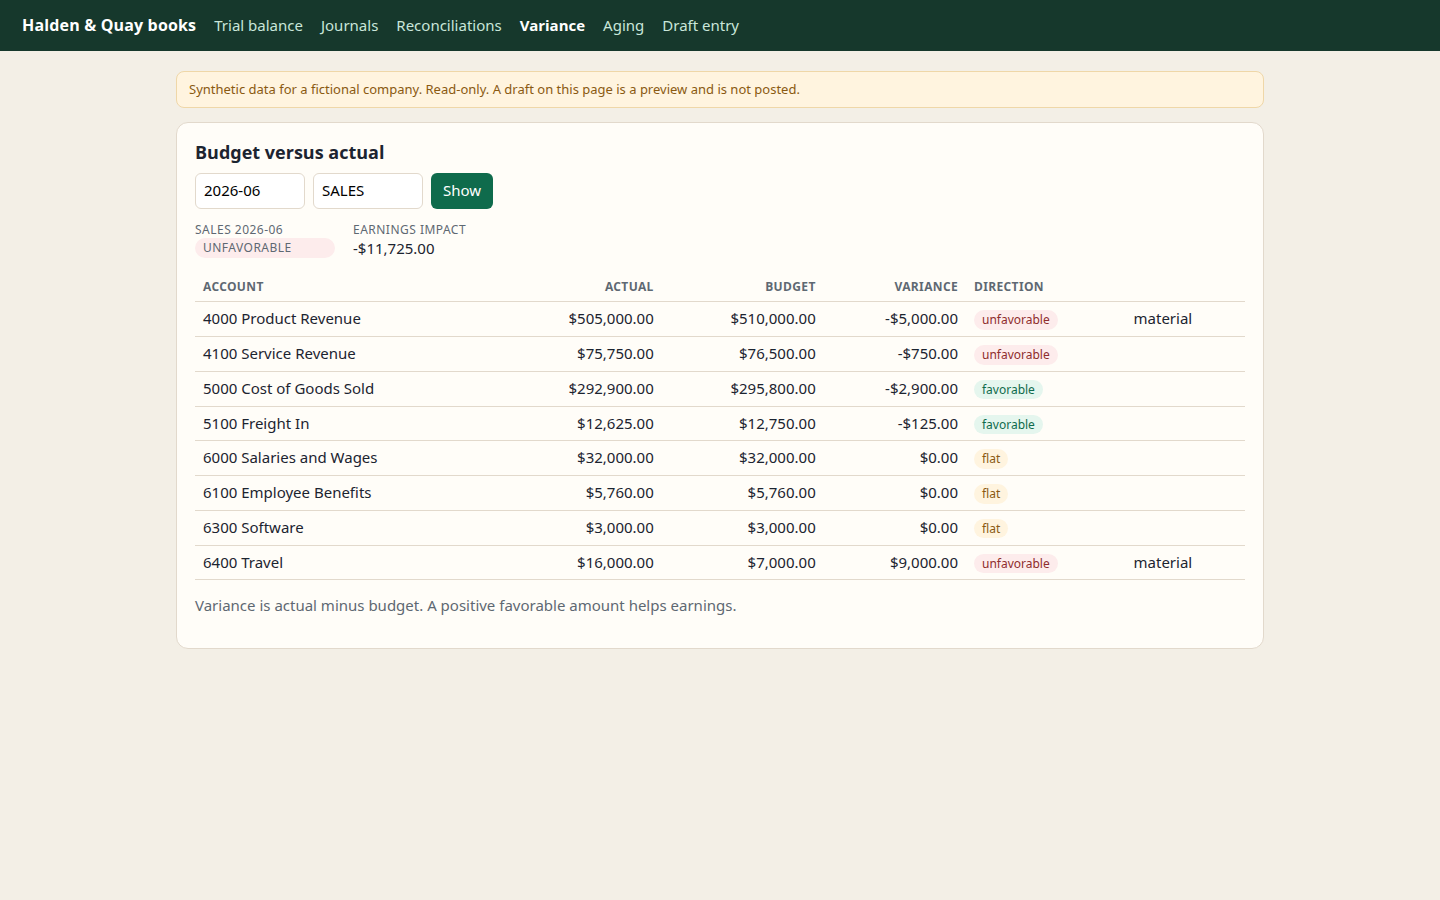 Halden & Quay books Trial balance Journals Reconciliations Variance Aging Draft entry
Synthetic data for a fictional company. Read-only. A draft on this page is a preview and is not posted.
Budget versus actual
2026-06 SALES Show
SALES 2026-06 EARNINGS IMPACT
UNFAVORABLE -$11,725.00
ACCOUNT ACTUAL BUDGET VARIANCE DIRECTION
4000 Product Revenue $505,000.00 $510,000.00 -$5,000.00 unfavorable material
4100 Service Revenue $75,750.00 $76,500.00 -$750.00 unfavorable
5000 Cost of Goods Sold $292,900.00 $295,800.00 -$2,900.00 favorable
5100 Freight In $12,625.00 $12,750.00 -$125.00 favorable
6000 Salaries and Wages $32,000.00 $32,000.00 $0.00 flat
6100 Employee Benefits $5,760.00 $5,760.00 $0.00 flat
6300 Software $3,000.00 $3,000.00 $0.00 flat
6400 Travel $16,000.00 $7,000.00 $9,000.00 unfavorable material
Variance is actual minus budget. A positive favorable amount helps earnings.